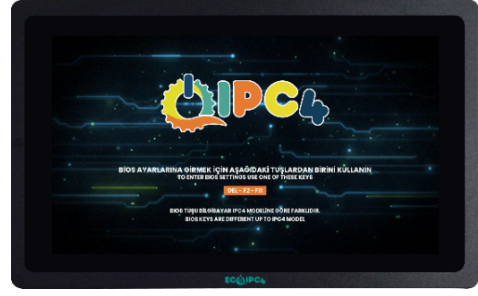 IPC4
BIOS AYARLARINA GİRMEK İÇİN AŞAĞIDAKİ TUŞLARDAN BİRİNİ KULLANIN
TO ENTER BIOS SETTINGS USE ONE OF THESE KEYS
DEL - F2 - F11
BIOS TUŞU BİLGİSAYAR IPC4 MODELİNE GÖRE FARKLIDIR.
BIOS KEYS ARE DIFFERENT UP TO IPC4 MODEL
ECOIPC4